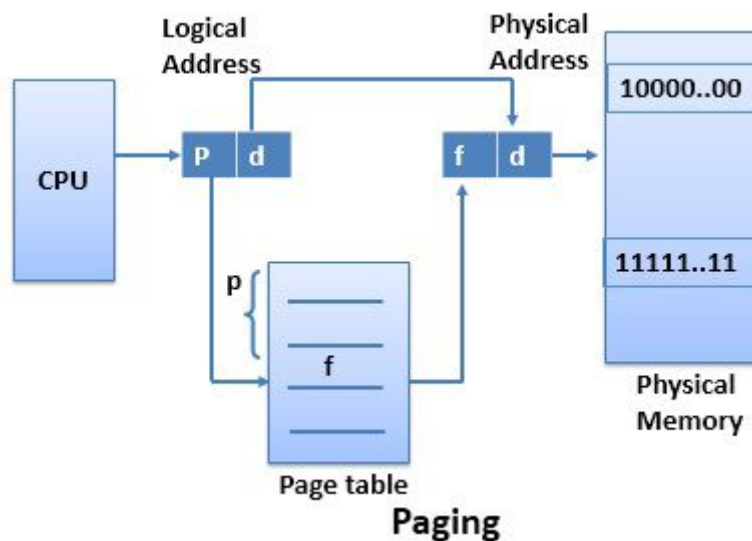 Logical
Address
Physical
Address
10000..00
CPU
P d
f d
11111..11
p
f
Physical
Memory
Page table
Paging